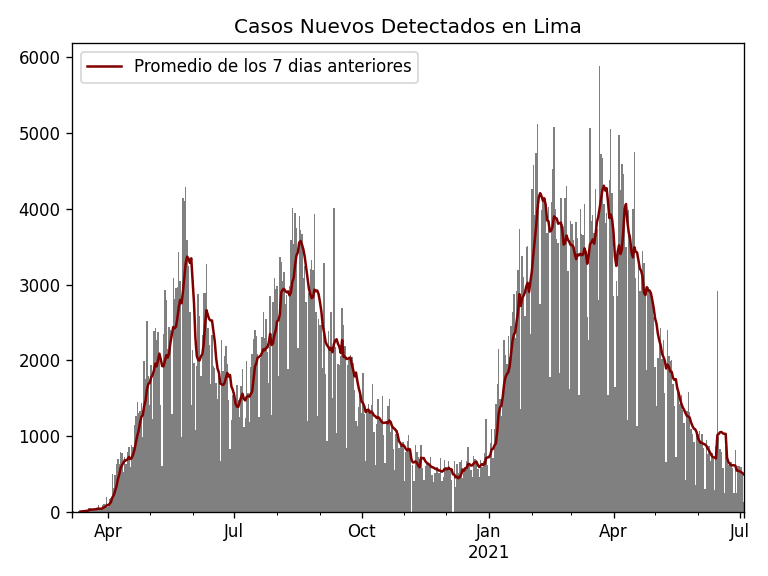 Casos Nuevos Detectados en Lima
Promedio de los 7 dias anteriores
6000
5000
4000
3000
2000
1000
0
Apr Jul Oct Jan Apr Jul
2021